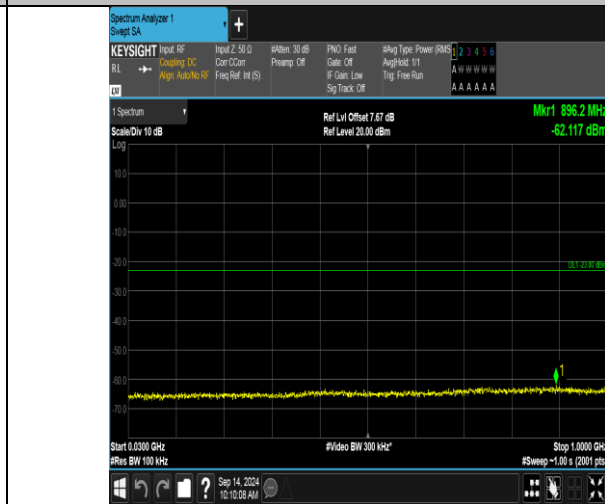 Spectrum Analyzer 1
Swept SA
+
KEYSIGHT Input: RF Input Z: 50 Ω #Atten: 30 dB PNO: Fast #Avg Type: Power (RMS 1 2 3 4 5 6
RL Coupling: DC Corr CCorr Preamp: Off Gate: Off Avg|Hold: 1/1 A W W W W W
Align: Auto/No RF Freq Ref: Int (S) IF Gain: Low Trig: Free Run
Sig Track: Off A A A A A A
LXI
1 Spectrum Ref Lvl Offset 7.67 dB Mkr1 896.2 MHz
Scale/Div 10 dB Ref Level 20.00 dBm -62.117 dBm
Log
10.0
0.00
-10.0
-20.0
DL1 -23.00 dBm
-30.0
-40.0
-50.0
-60.0
1
-70.0
Start 0.0300 GHz #Video BW 300 kHz* Stop 1.0000 GHz
#Res BW 100 kHz #Sweep ~1.00 s (2001 pts
? Sep 14, 2024
10:10:08 AM